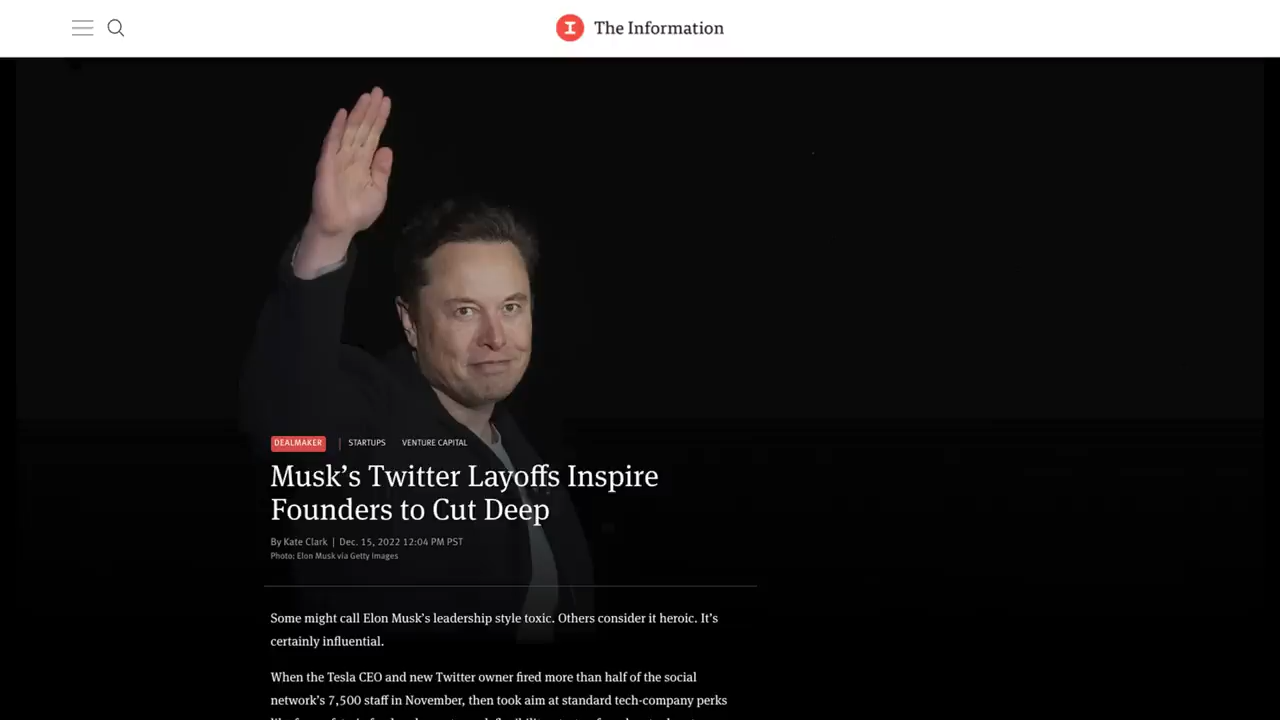 The Information
DEALMAKER | STARTUPS VENTURE CAPITAL
Musk's Twitter Layoffs Inspire
Founders to Cut Deep
By Kate Clark | Dec. 15, 2022 12:04 PM PST
Photo: Elon Musk via Getty Images
Some might call Elon Musk's leadership style toxic. Others consider it heroic. It's
certainly influential.
When the Tesla CEO and new Twitter owner fired more than half of the social
network's 7,500 staff in November, then took aim at standard tech-company perks